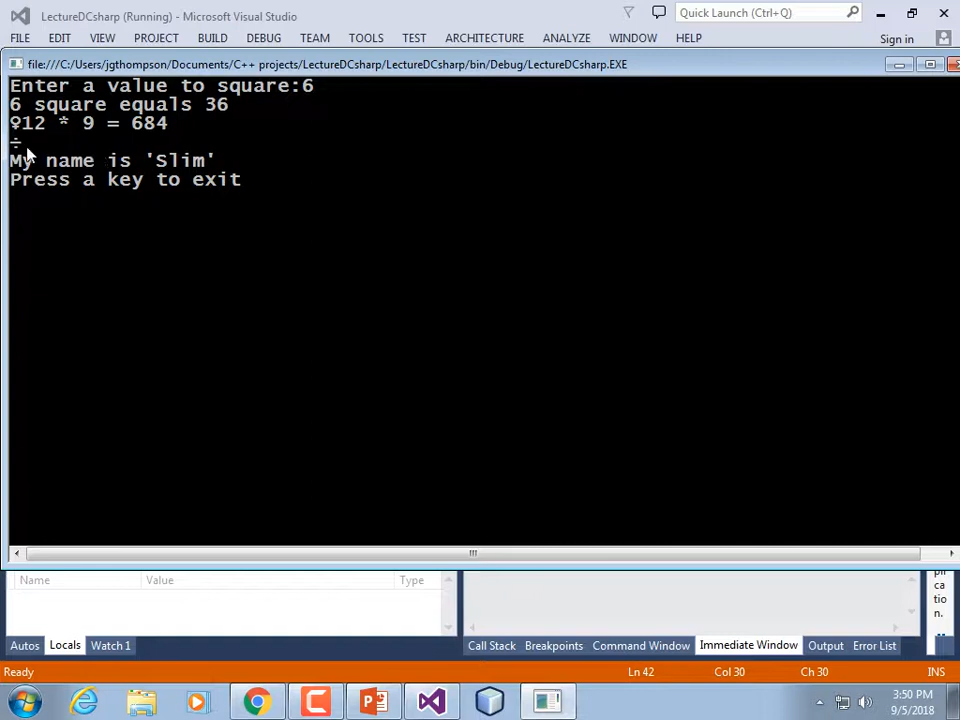 LectureDCsharp (Running) - Microsoft Visual Studio
Quick Launch (Ctrl+Q)
FILE EDIT VIEW PROJECT BUILD DEBUG TEAM TOOLS TEST ARCHITECTURE ANALYZE WINDOW HELP
Sign in
file:///C:/Users/jgthompson/Documents/C++ projects/LectureDCsharp/LectureDCsharp/bin/Debug/LectureDCsharp.EXE
Enter a value to square:6
6 square equals 36
♀12 * 9 = 684
÷
My name is 'Slim'
Press a key to exit
Name Value Type
pli
ca
tio
n.
Autos Locals Watch 1
Call Stack Breakpoints Command Window Immediate Window Output Error List
Ready Ln 42 Col 30 Ch 30 INS
3:50 PM
9/5/2018